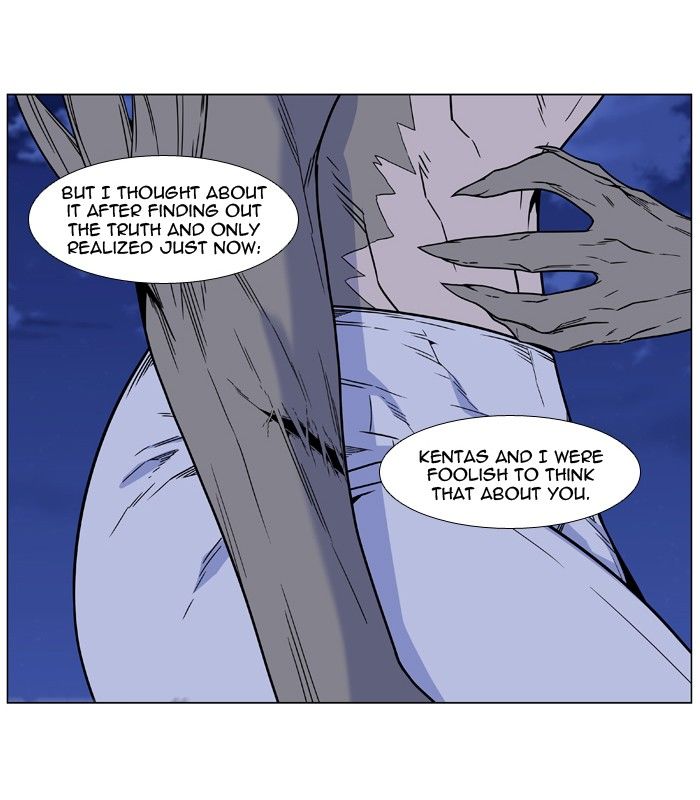 BUT I THOUGHT ABOUT
IT AFTER FINDING OUT
THE TRUTH AND ONLY
REALIZED JUST NOW:
KENTAS AND I WERE
FOOLISH TO THINK
THAT ABOUT YOU.